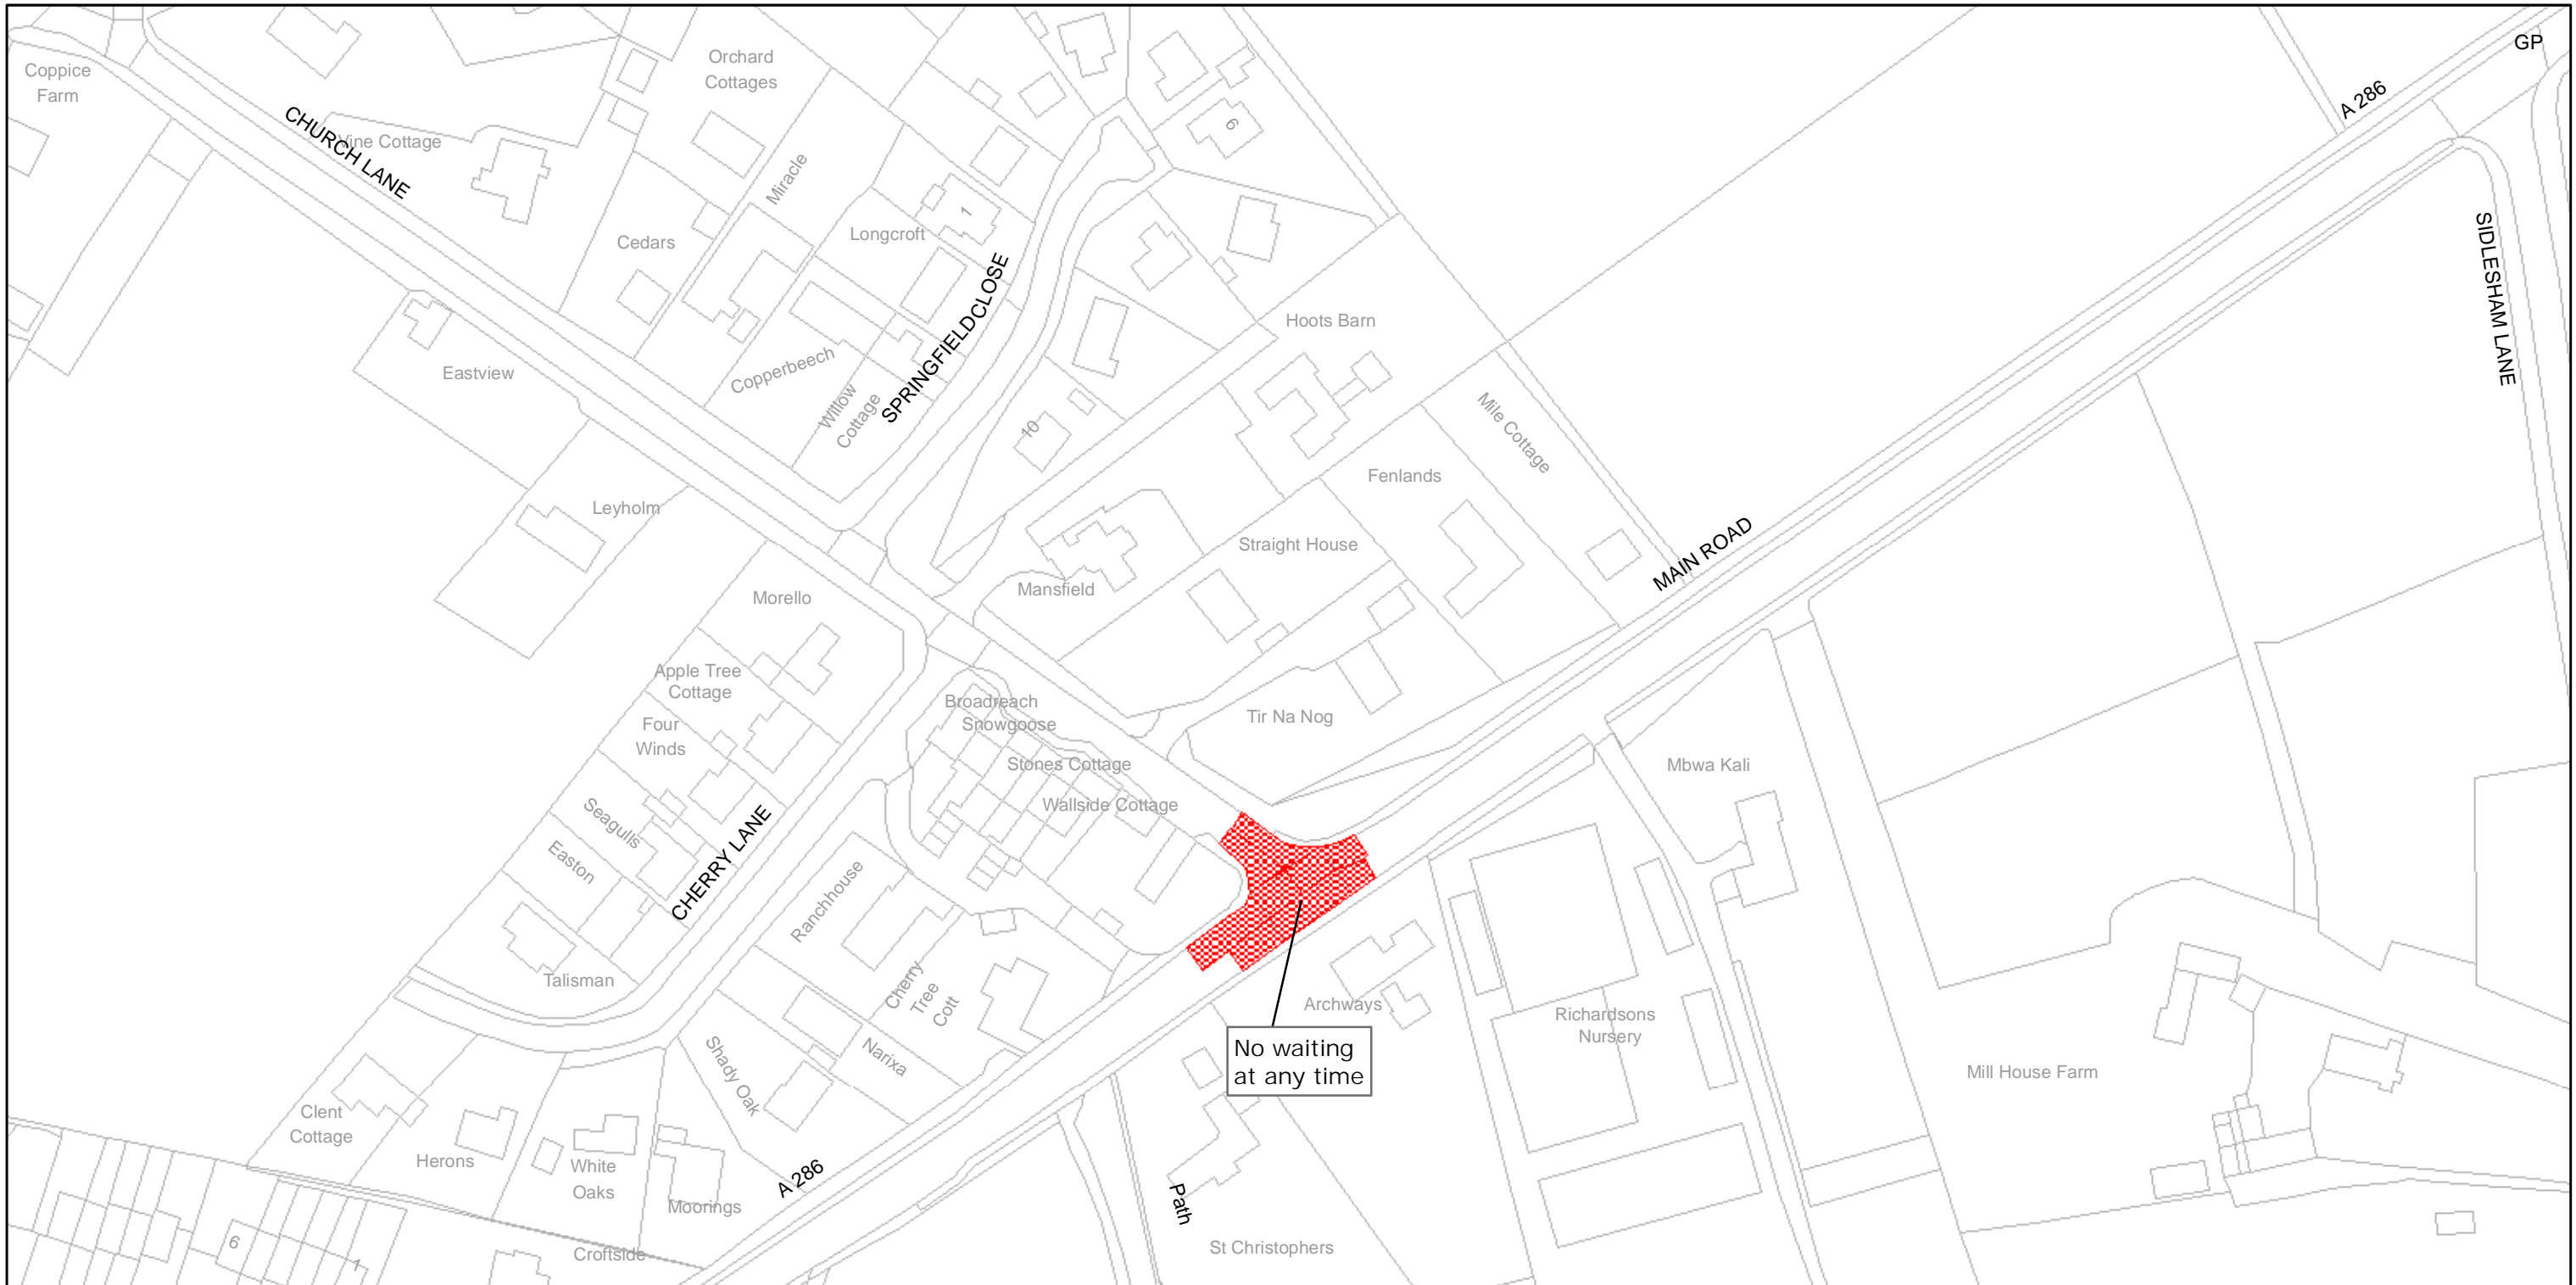 Coppice
Farm
CHURCH LANE
Vine Cottage
Orchard
Cottages
Miracle
Cedars
Longcroft
1
6
SPRINGFIELDCLOSE
Copperbeech
Willow
Cottage
10
Hoots Barn
Mile Cottage
Fenlands
Straight House
Mansfield
GP
A 286
SIDLESHAM LANE
MAIN ROAD
Eastview
Leyholm
Morello
Apple Tree
Cottage
Four
Winds
Seagulls
Easton
Talisman
CHERRY LANE
Broadreach
Snowgoose
Stones Cottage
Wallside Cottage
Tir Na Nog
Mbwa Kali
Ranchhouse
Cherry
Tree
Cott
Narixa
Shady Oak
Archways
Richardsons
Nursery
Mill House Farm
No waiting
at any time
Clent
Cottage
Herons
White
Oaks
Moorings
A 286
Path
St Christophers
Croftside
6
1